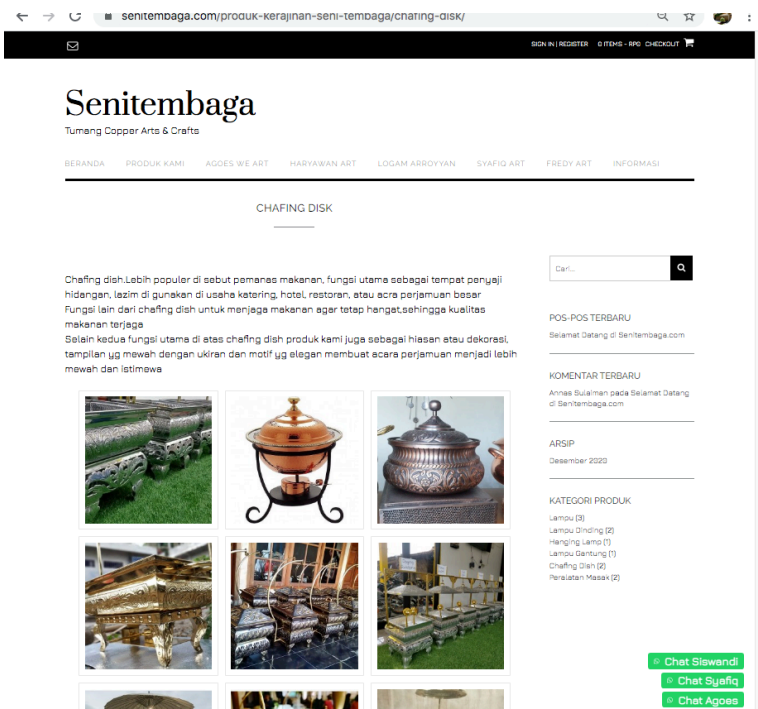 senitembaga.com/produk-kerajinan-seni-tembaga/chafing-disk/
SIGN IN | REGISTER 0 ITEMS - RP0 CHECKOUT
Senitembaga
Tumang Copper Arts & Crafts
BERANDA PRODUK KAMI AGOES WE ART HARYAWAN ART LOGAM ARROYYAN SYAFIQ ART FREDY ART INFORMASI
CHAFING DISK
Chafing dish.Lebih populer di sebut pemanas makanan, fungsi utama sebagai tempat penyaji
hidangan, lazim di gunakan di usaha katering, hotel, restoran, atau acra perjamuan besar
Fungsi lain dari chafing dish untuk menjaga makanan agar tetap hangat,sehingga kualitas
makanan terjaga
Selain kedua fungsi utama di atas chafing dish produk kami juga sebagai hiasan atau dekorasi,
tampilan yg mewah dengan ukiran dan motif yg elegan membuat acara perjamuan menjadi lebih
mewah dan istimewa
Cari...
POS-POS TERBARU
Selamat Datang di Senitembaga.com
KOMENTAR TERBARU
Annas Sulaiman pada Selamat Datang
di Senitembaga.com
ARSIP
Desember 2020
KATEGORI PRODUK
Lampu (3)
Lampu Dinding (2)
Hanging Lamp (1)
Lampu Gantung (1)
Chafing Dish (2)
Peralatan Masak (2)
Chat Siswandi
Chat Syafiq
Chat Agoes